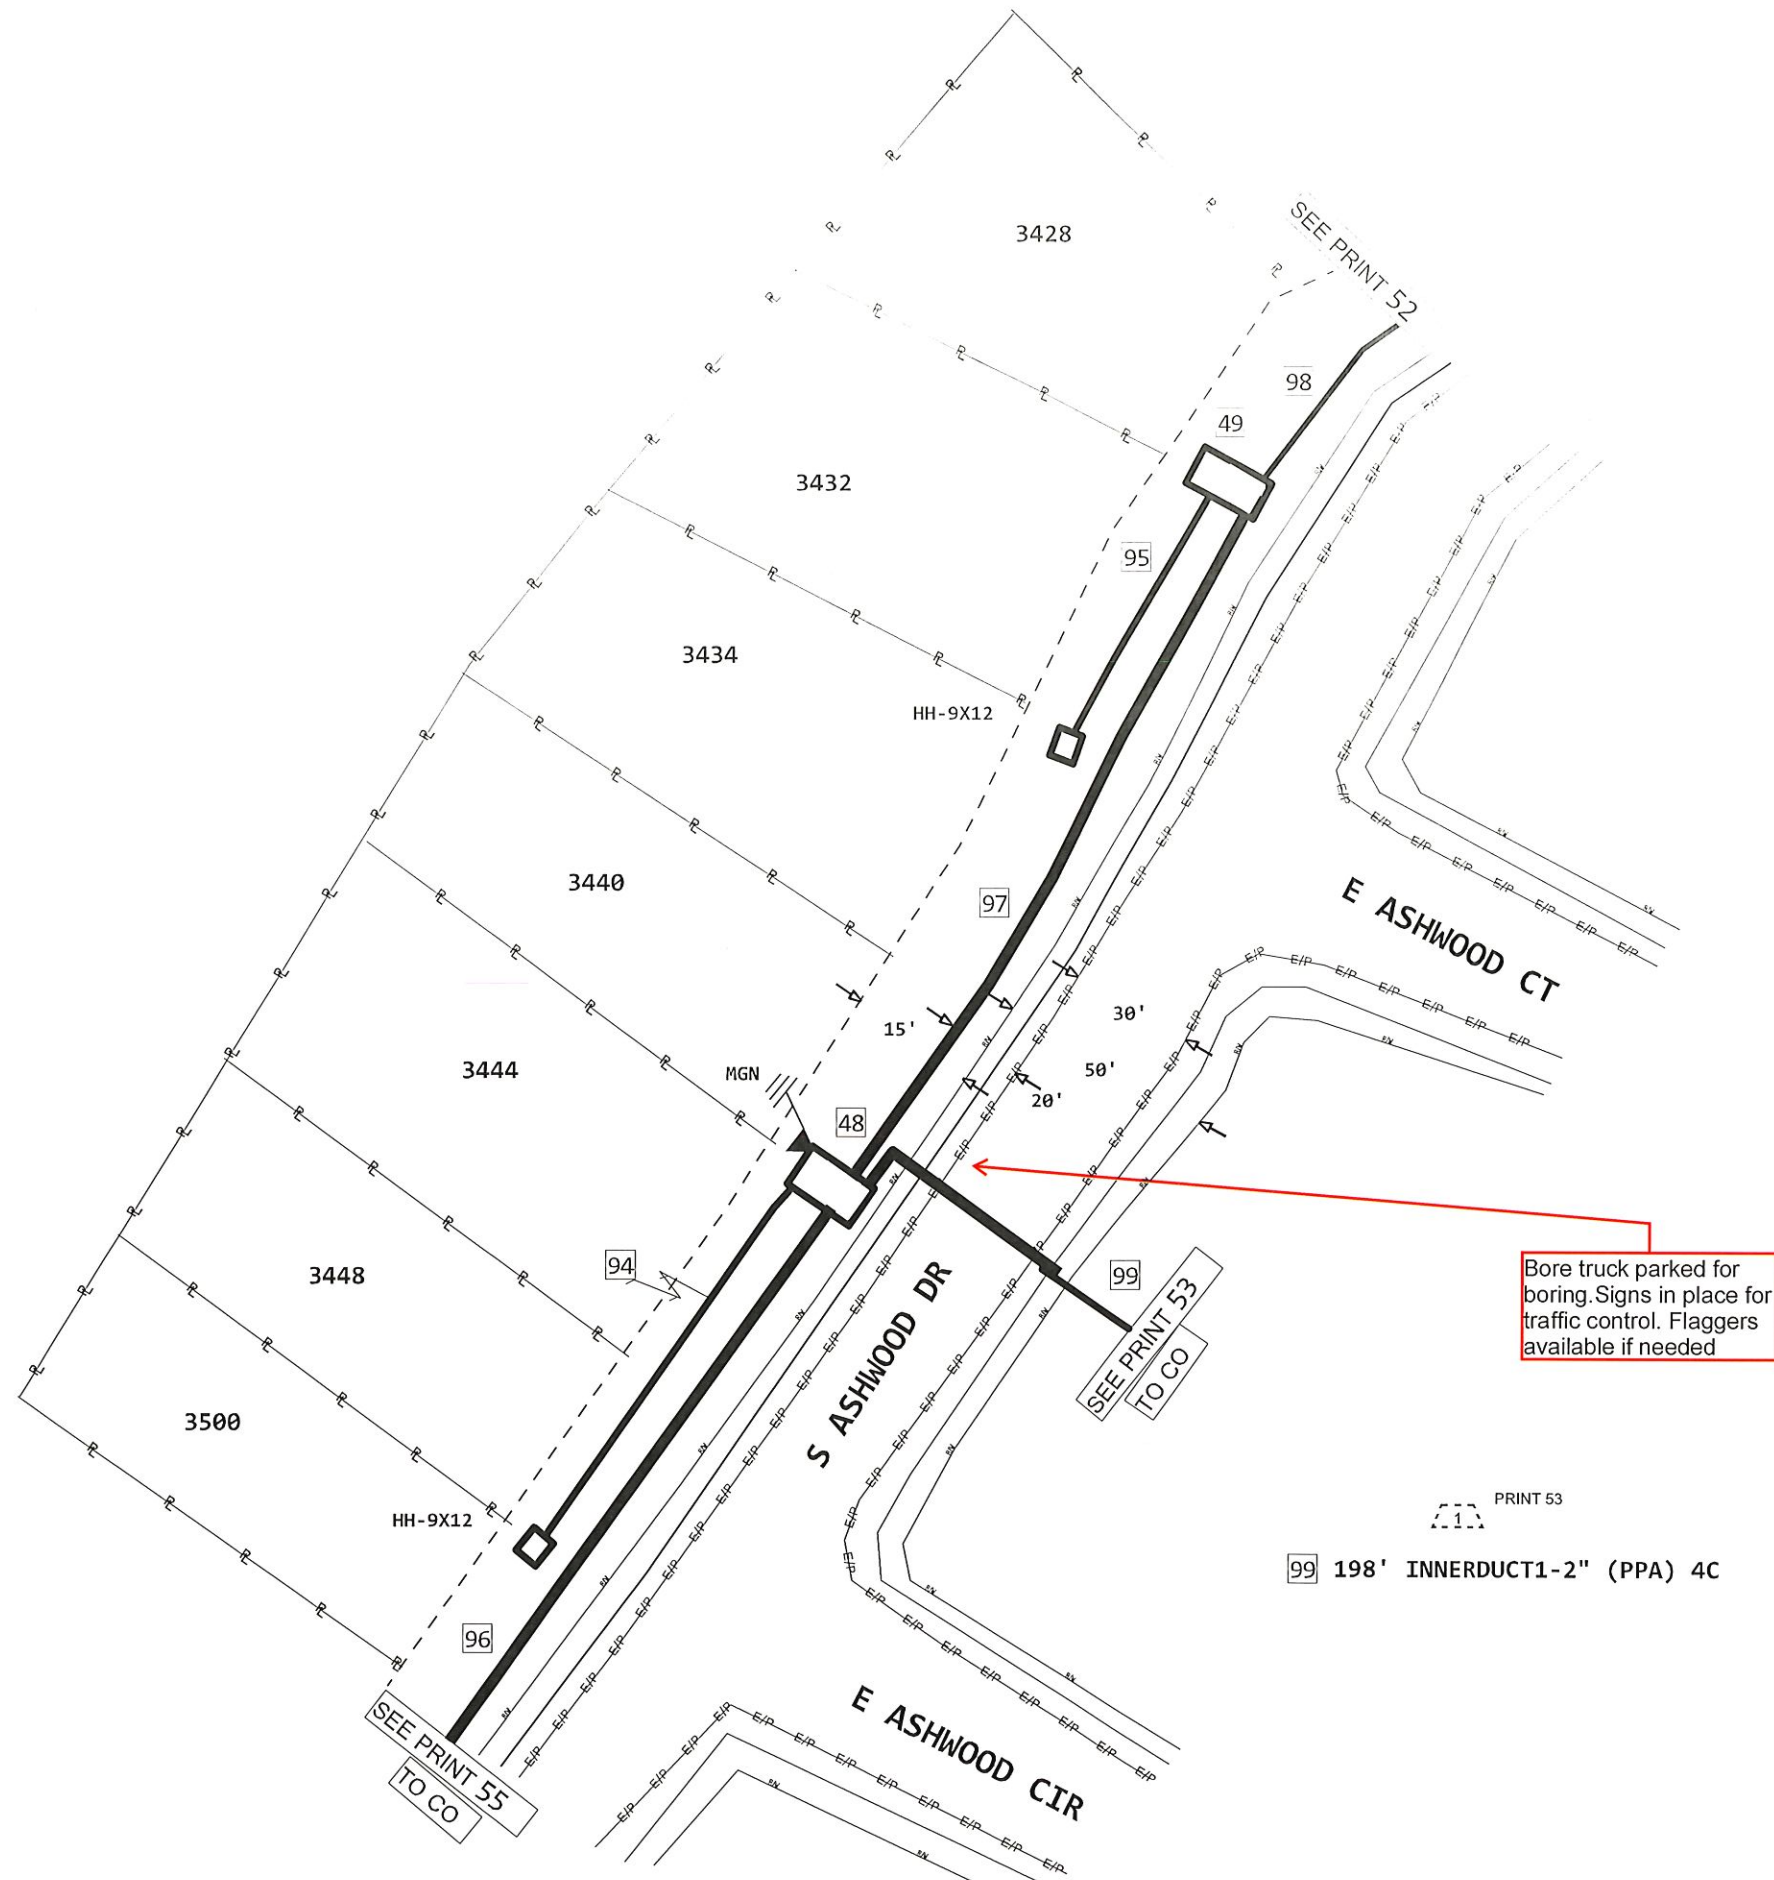 3428
SEE PRINT 52
98
49
3432
95
3434
HH-9X12
3440
97
E ASHWOOD CT
15'
30'
50'
20'
3444
MGN
48
94
3448
99
SEE PRINT 53
TO CO
S ASHWOOD DR
Bore truck parked for
boring.Signs in place for
traffic control. Flaggers
available if needed
3500
HH-9X12
PRINT 53
1
99 198' INNERDUCT1-2" (PPA) 4C
96
SEE PRINT 55
TO CO
E ASHWOOD CIR
E/P
R/W
PL